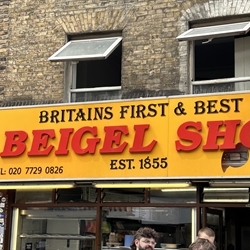 BRITAINS FIRST & BEST
BEIGEL SHO
EST. 1855
L: 020 7729 0826